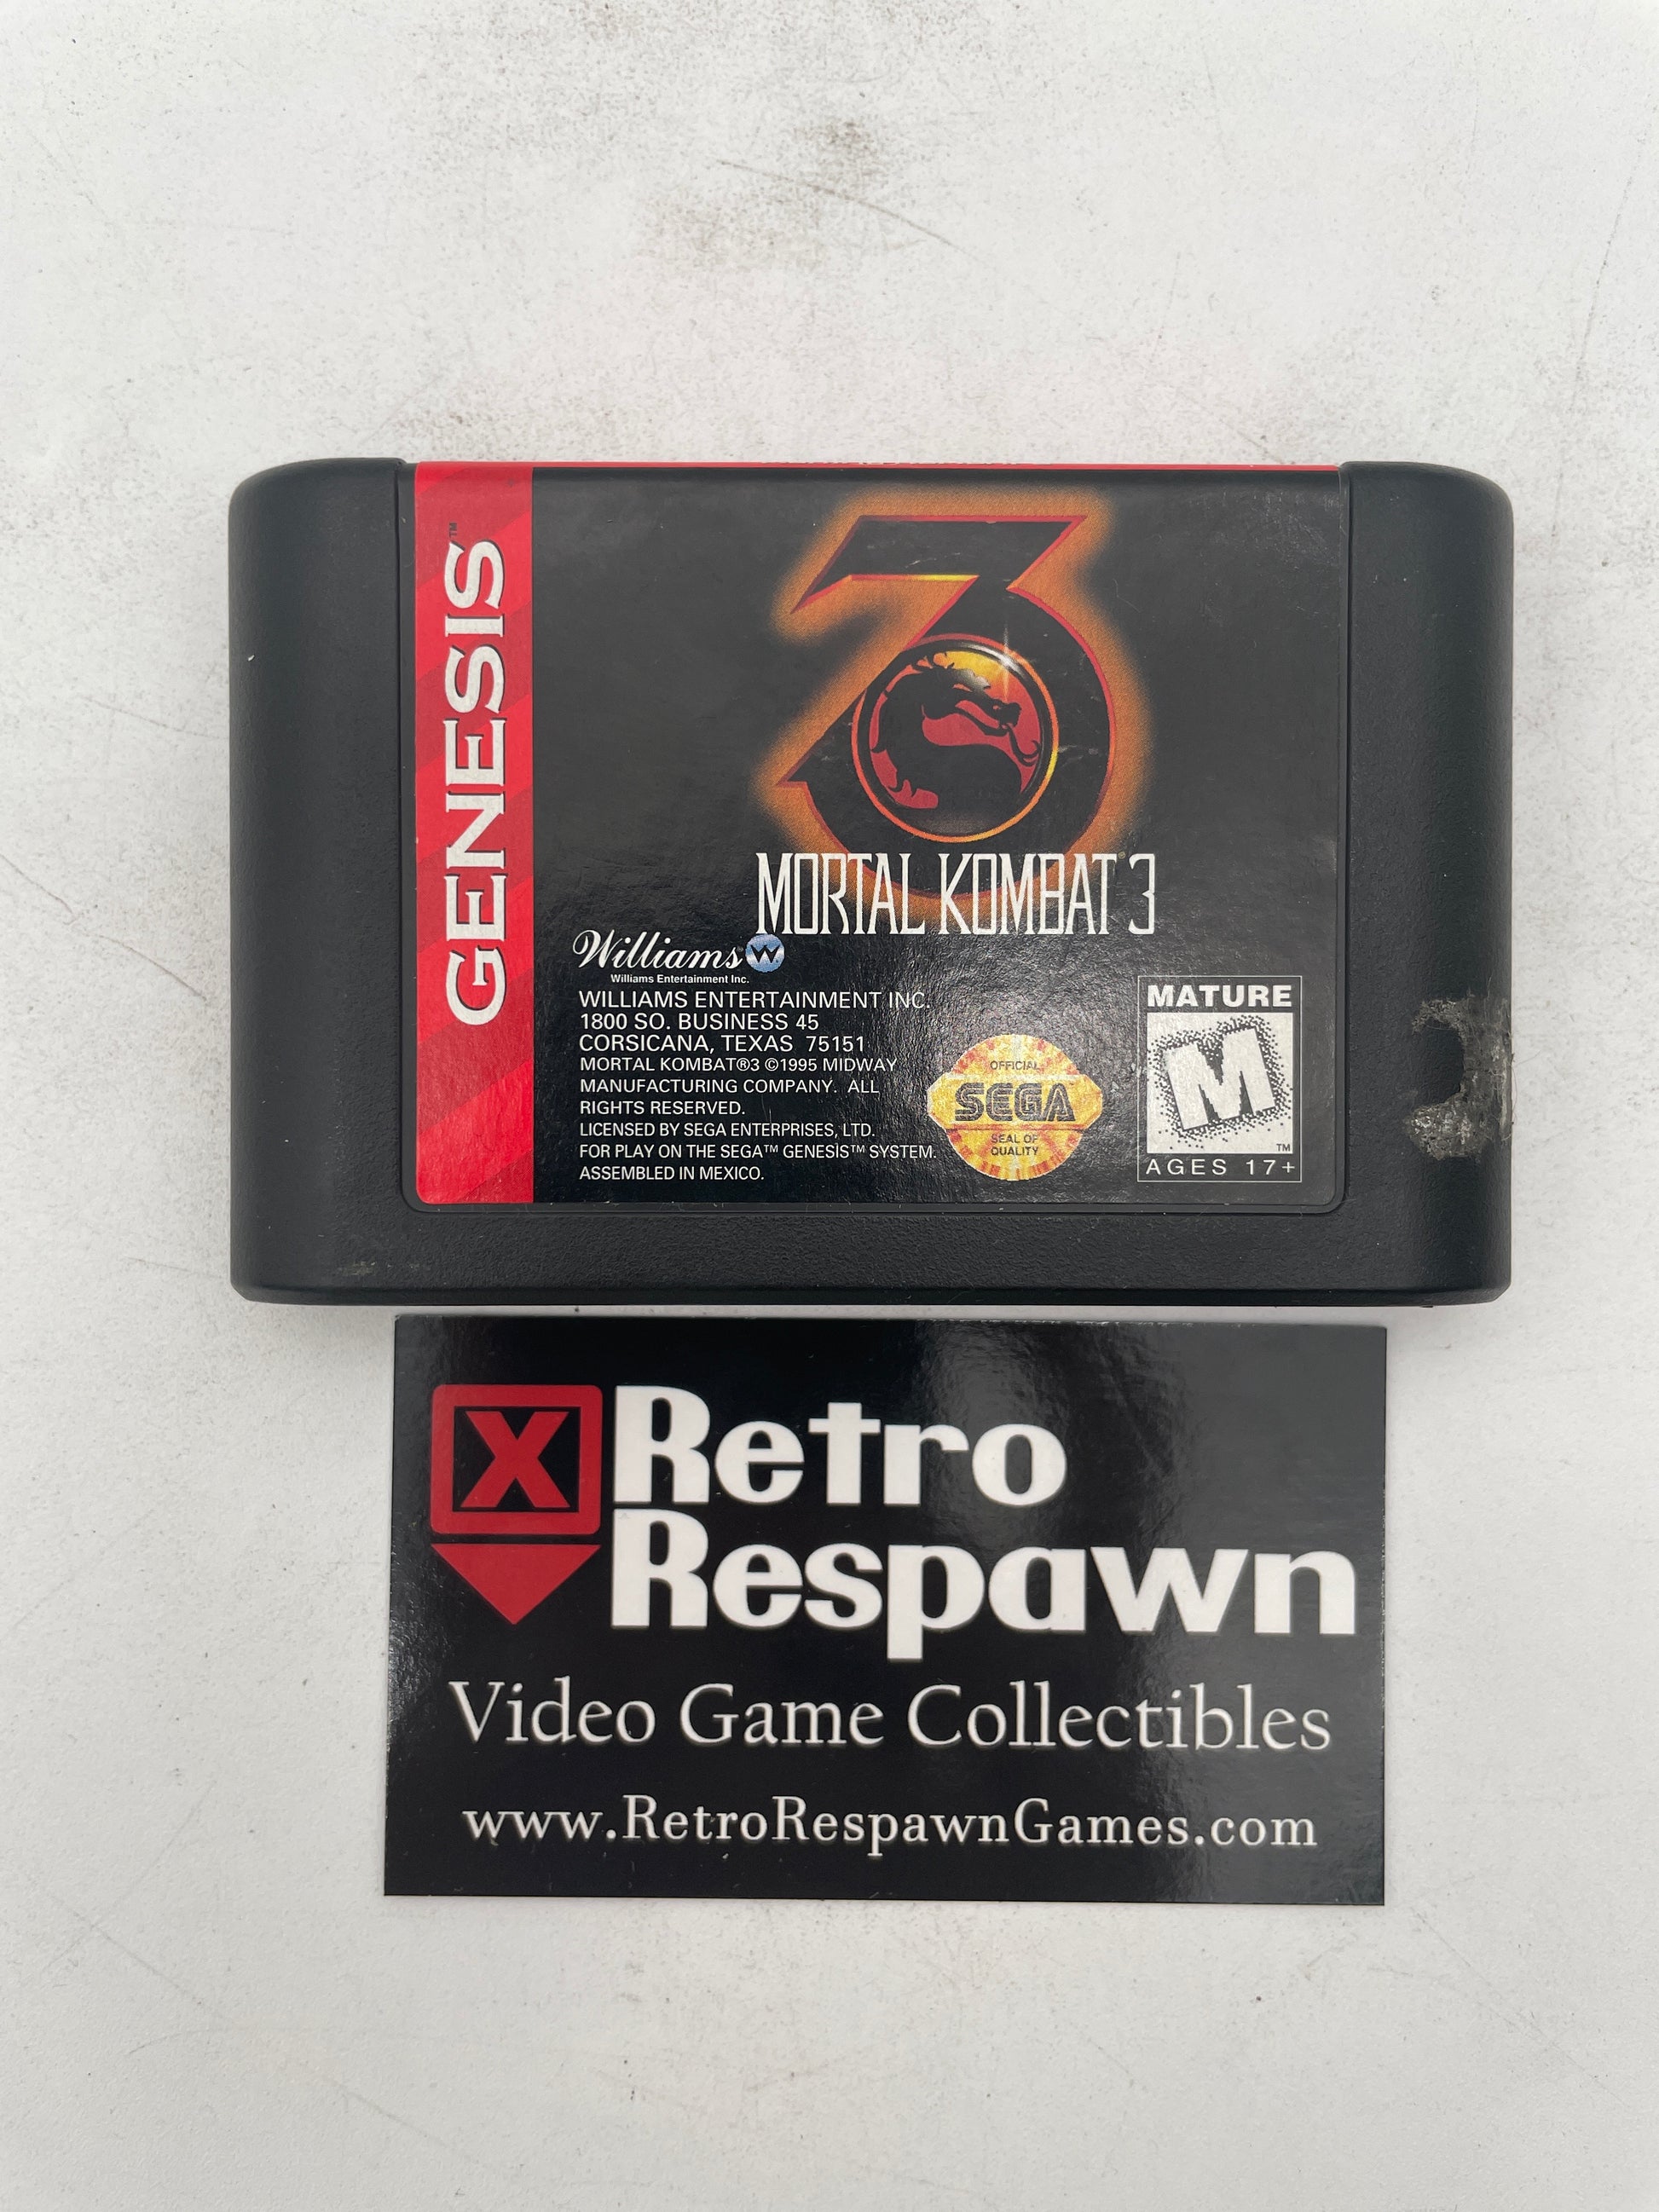 GENESIS™
MORTAL KOMBAT® 3
Williams
Williams Entertainment Inc.
WILLIAMS ENTERTAINMENT INC.
1800 SO. BUSINESS 45
CORSICANA, TEXAS 75151
MORTAL KOMBAT®3 ©1995 MIDWAY
MANUFACTURING COMPANY. ALL
RIGHTS RESERVED.
LICENSED BY SEGA ENTERPRISES, LTD.
FOR PLAY ON THE SEGA™ GENESIS™ SYSTEM.
ASSEMBLED IN MEXICO.
OFFICIAL
SEGA
SEAL OF
QUALITY
MATURE
M
™
AGES 17+
X
Retro
Respawn
Video Game Collectibles
www.RetroRespawnGames.com